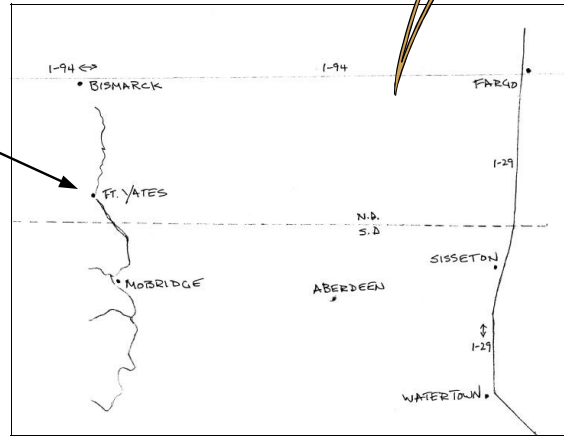 I-94 ↔
I-94
BISMARCK
FARGO
I-29
FT. YATES
N.D.
S.D
SISSETON
MOBRIDGE
ABERDEEN
I-29
WATERTOWN